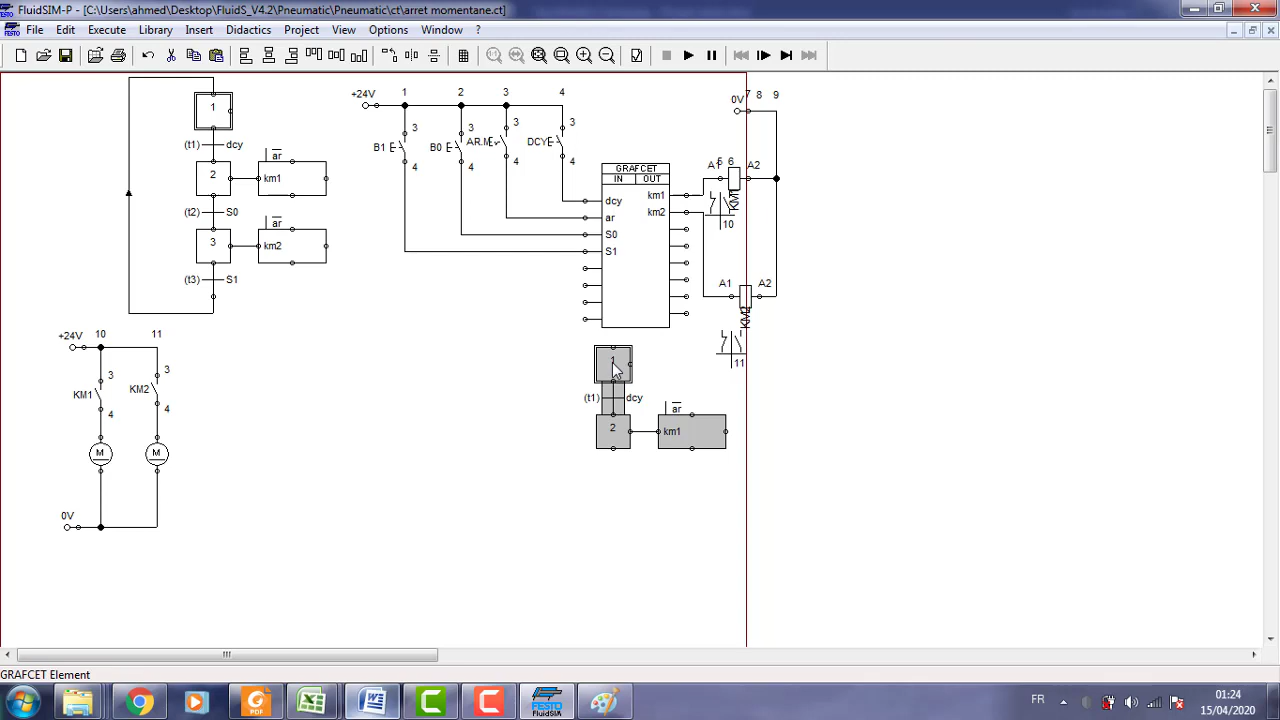 FluidSIM-P - [C:\Users\ahmed\Desktop\FluidS_V4.2\Pneumatic\Pneumatic\ct\arret momentane.ct]
File Edit Execute Library Insert Didactics Project View Options Window ?
1
(t1) dcy
2
ar
km1
(t2) S0
3
ar
km2
(t3) S1
+24V 1 2 3 4
3 3 3 3
B1 B0 AR.M DCY
4 4 4 4
GRAFCET
IN OUT
dcy km1
ar km2
S0
S1
0V 7 8 9
A1 5 6 A2
KM1
10
A1 A2
KM2
11
+24V 10 11
3 3
KM1 KM2
4 4
M M
0V
1
(t1) dcy
2
ar
km1
GRAFCET Element
FR
01:24
15/04/2020
PDF
FESTO
FluidSIM